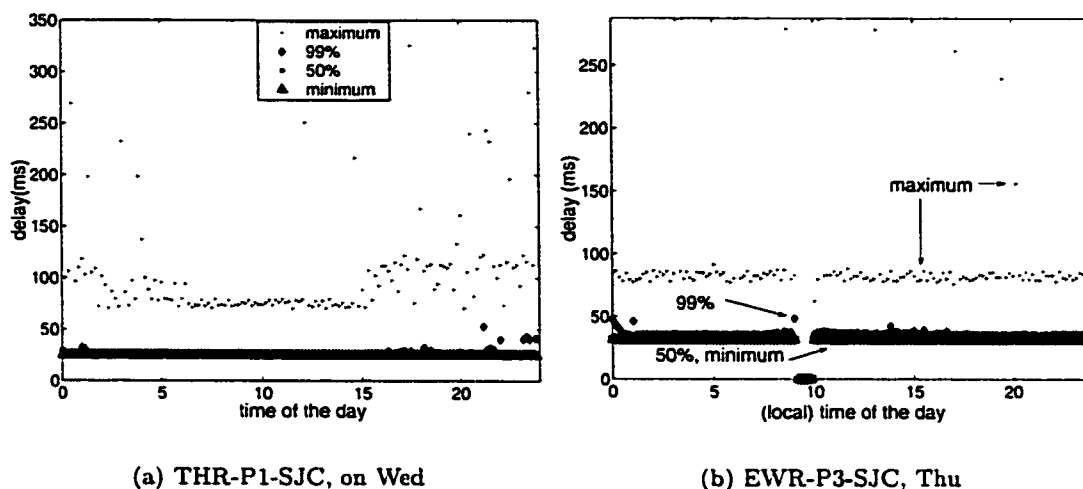 350
300
250
200
150
100
50
0
delay(ms)
maximum
99%
50%
minimum
0 5 10 15 20
time of the day
(a) THR-P1-SJC, on Wed
250
200
150
100
50
0
delay (ms)
maximum
99%
50%, minimum
0 5 10 15 20
(local) time of the day
(b) EWR-P3-SJC, Thu